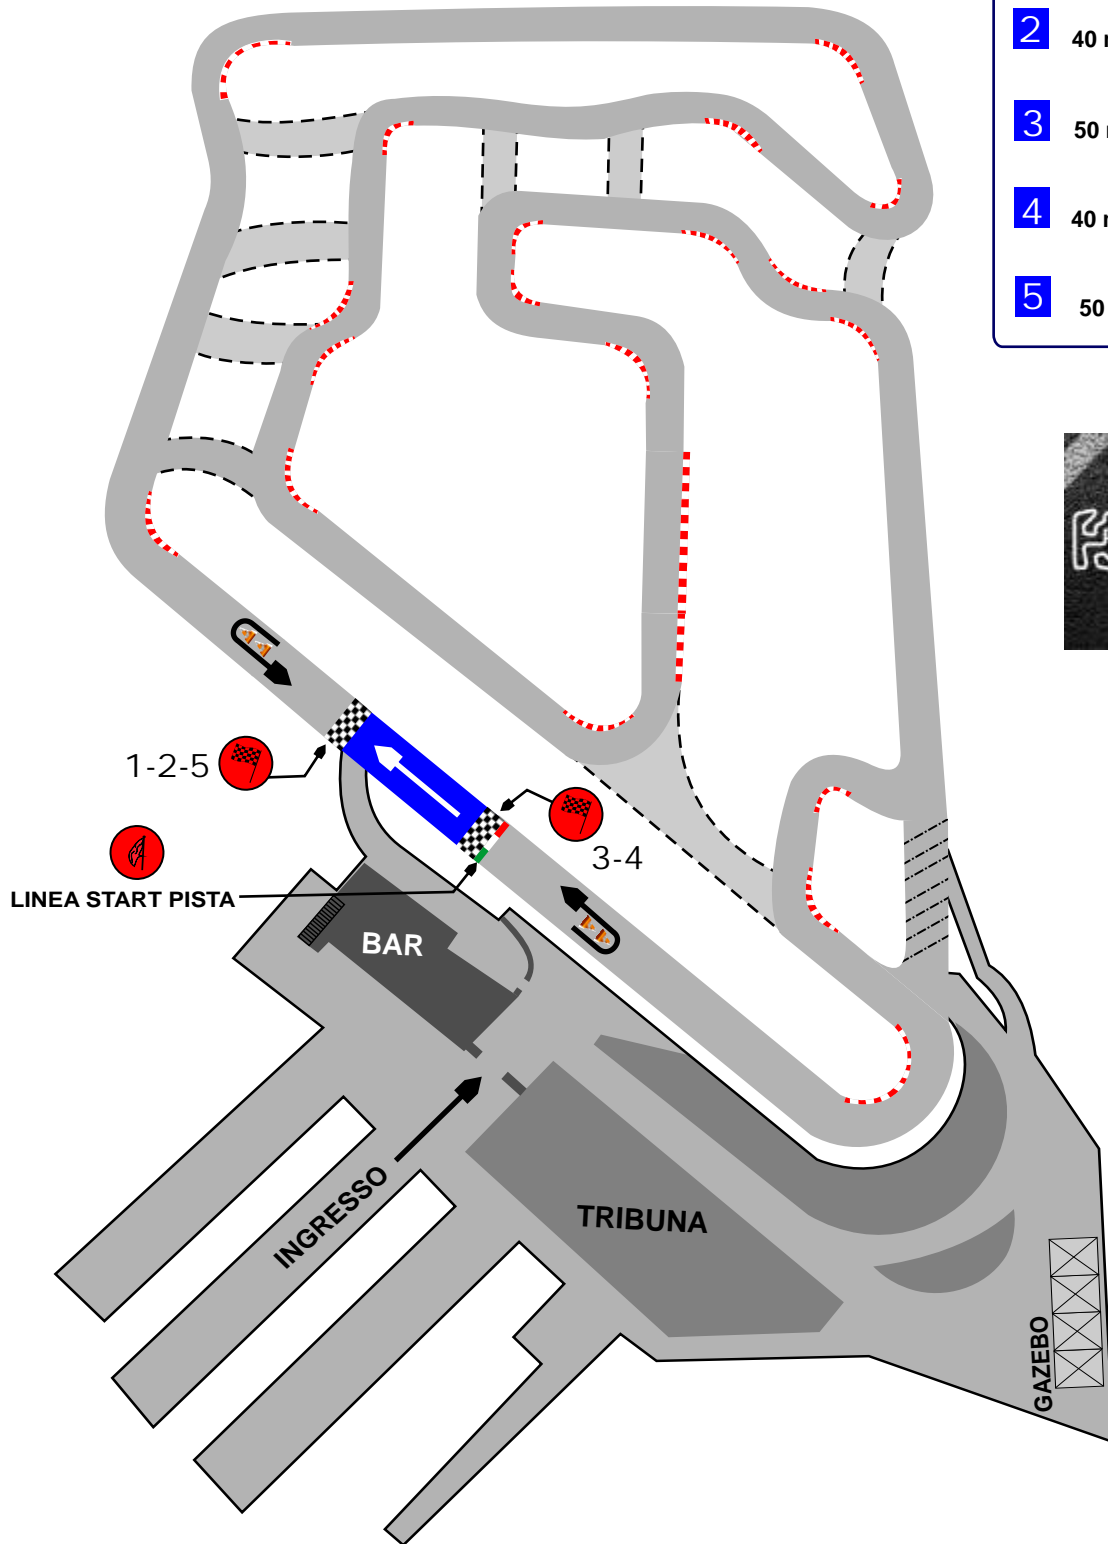 2 40 m
3 50 m
4 40 m
5 50
1-2-5
3-4
LINEA START PISTA
BAR
INGRESSO
TRIBUNA
GAZEBO